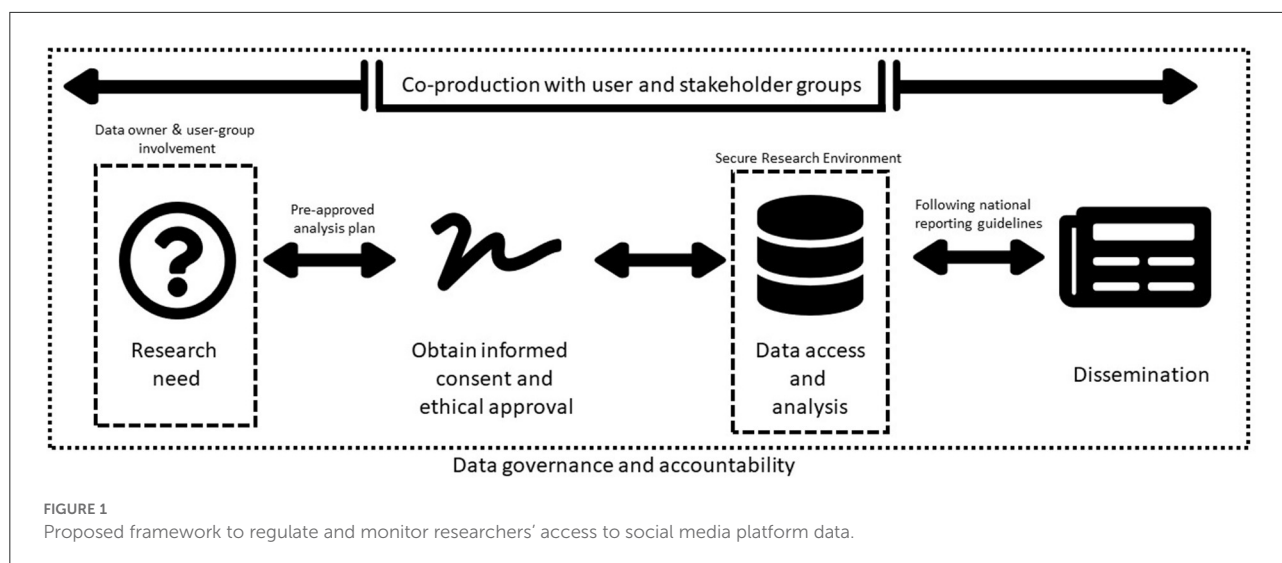 Co-production with user and stakeholder groups
Data owner & user-group
involvement
Secure Research Environment
?
Pre-approved
analysis plan
Following national
reporting guidelines
Research
need
Obtain informed
consent and
ethical approval
Data access
and
analysis
Dissemination
Data governance and accountability
FIGURE 1
Proposed framework to regulate and monitor researchers’ access to social media platform data.